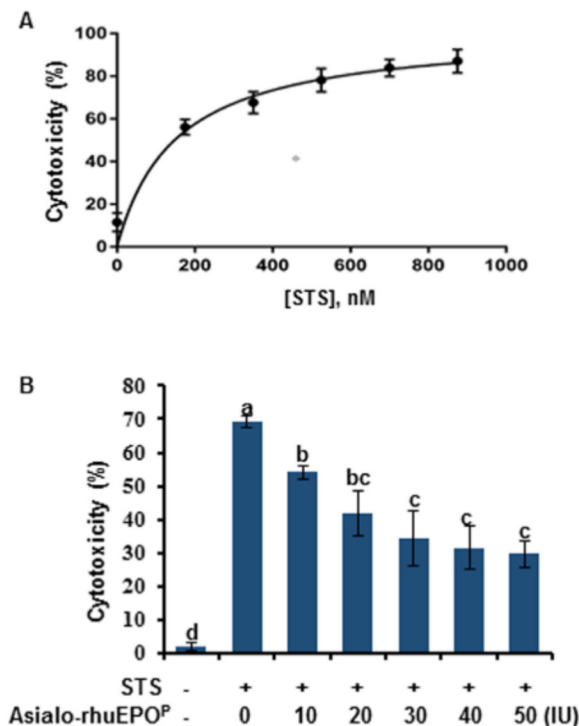 A
100
80
60
40
20
0
Cytotoxicity (%)
0 200 400 600 800 1000
[STS], nM
B
80
70
60
50
40
30
20
10
0
Cytotoxicity (%)
d a b bc c c c
STS - + + + + + +
Asialo-rhuEPOᴾ - 0 10 20 30 40 50 (IU)